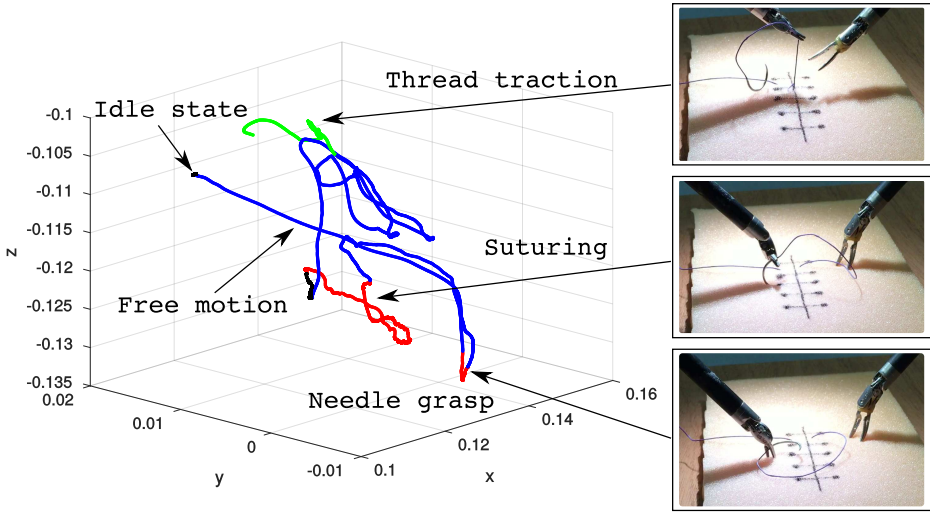 Thread traction
Idle state
Suturing
Free motion
Needle grasp
-0.1
-0.105
-0.11
-0.115
-0.12
-0.125
-0.13
-0.135
z
0.02
0.01
0
-0.01
y
0.1
0.12
0.14
0.16
x